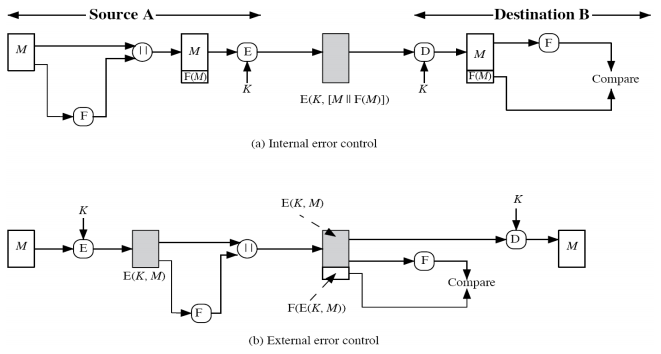 Source A
Destination B
M
F
||
M
F(M)
E
K
E(K, [M || F(M)])
D
K
M
F(M)
F
Compare
(a) Internal error control
M
K
E
E(K, M)
F
||
E(K, M)
F(E(K, M))
F
Compare
K
D
M
(b) External error control